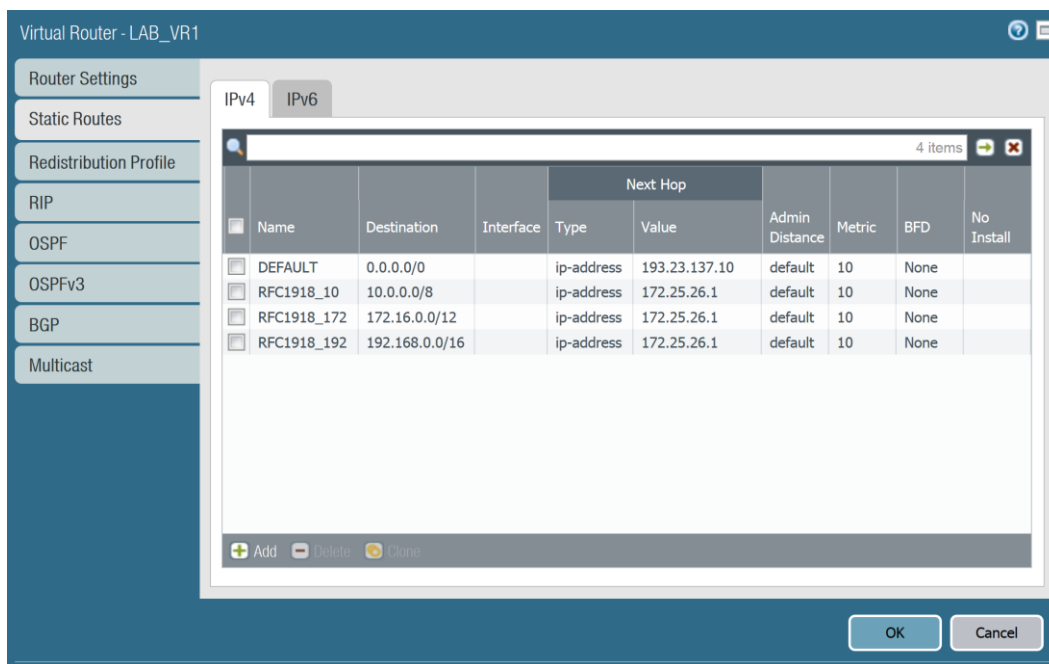 Virtual Router - LAB_VR1
Router Settings
Static Routes
Redistribution Profile
RIP
OSPF
OSPFv3
BGP
Multicast
IPv4 IPv6
4 items
Next Hop
Name Destination Interface Type Value Admin Distance Metric BFD No Install
DEFAULT 0.0.0.0/0 ip-address 193.23.137.10 default 10 None
RFC1918_10 10.0.0.0/8 ip-address 172.25.26.1 default 10 None
RFC1918_172 172.16.0.0/12 ip-address 172.25.26.1 default 10 None
RFC1918_192 192.168.0.0/16 ip-address 172.25.26.1 default 10 None
Add Delete Clone
OK Cancel